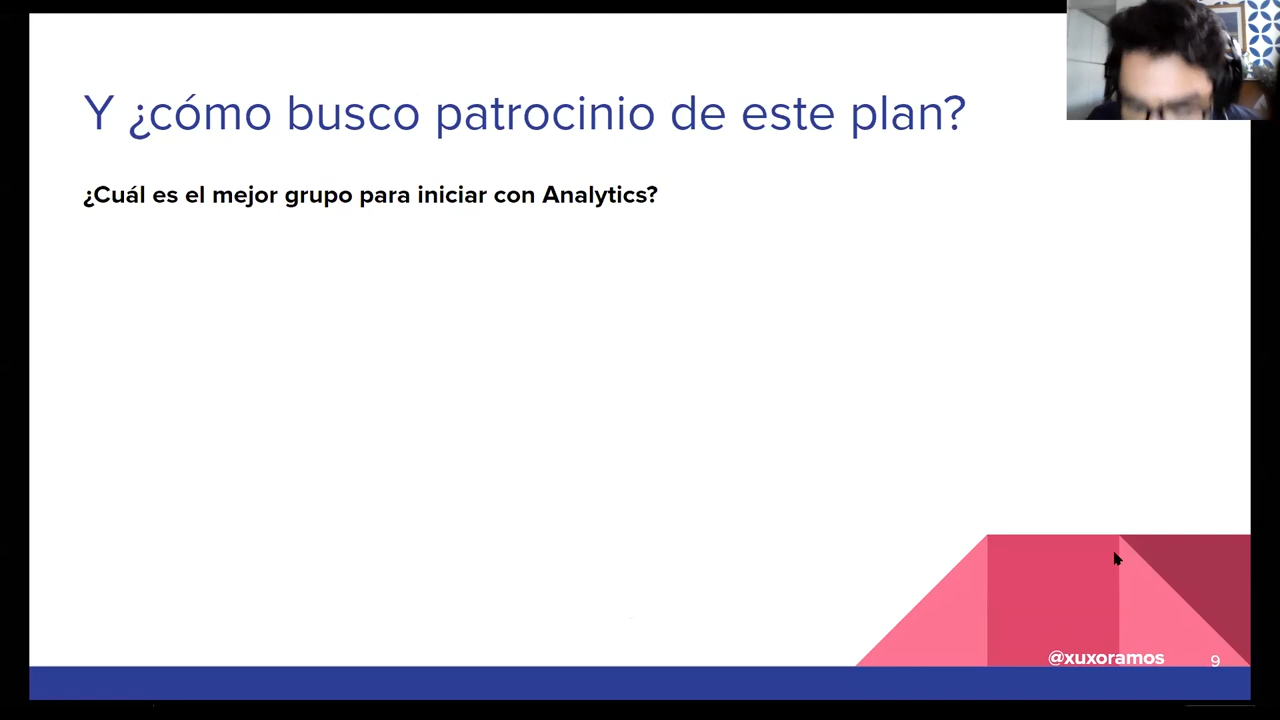 Y ¿cómo busco patrocinio de este plan?
¿Cuál es el mejor grupo para iniciar con Analytics?
@xuxoramos
9